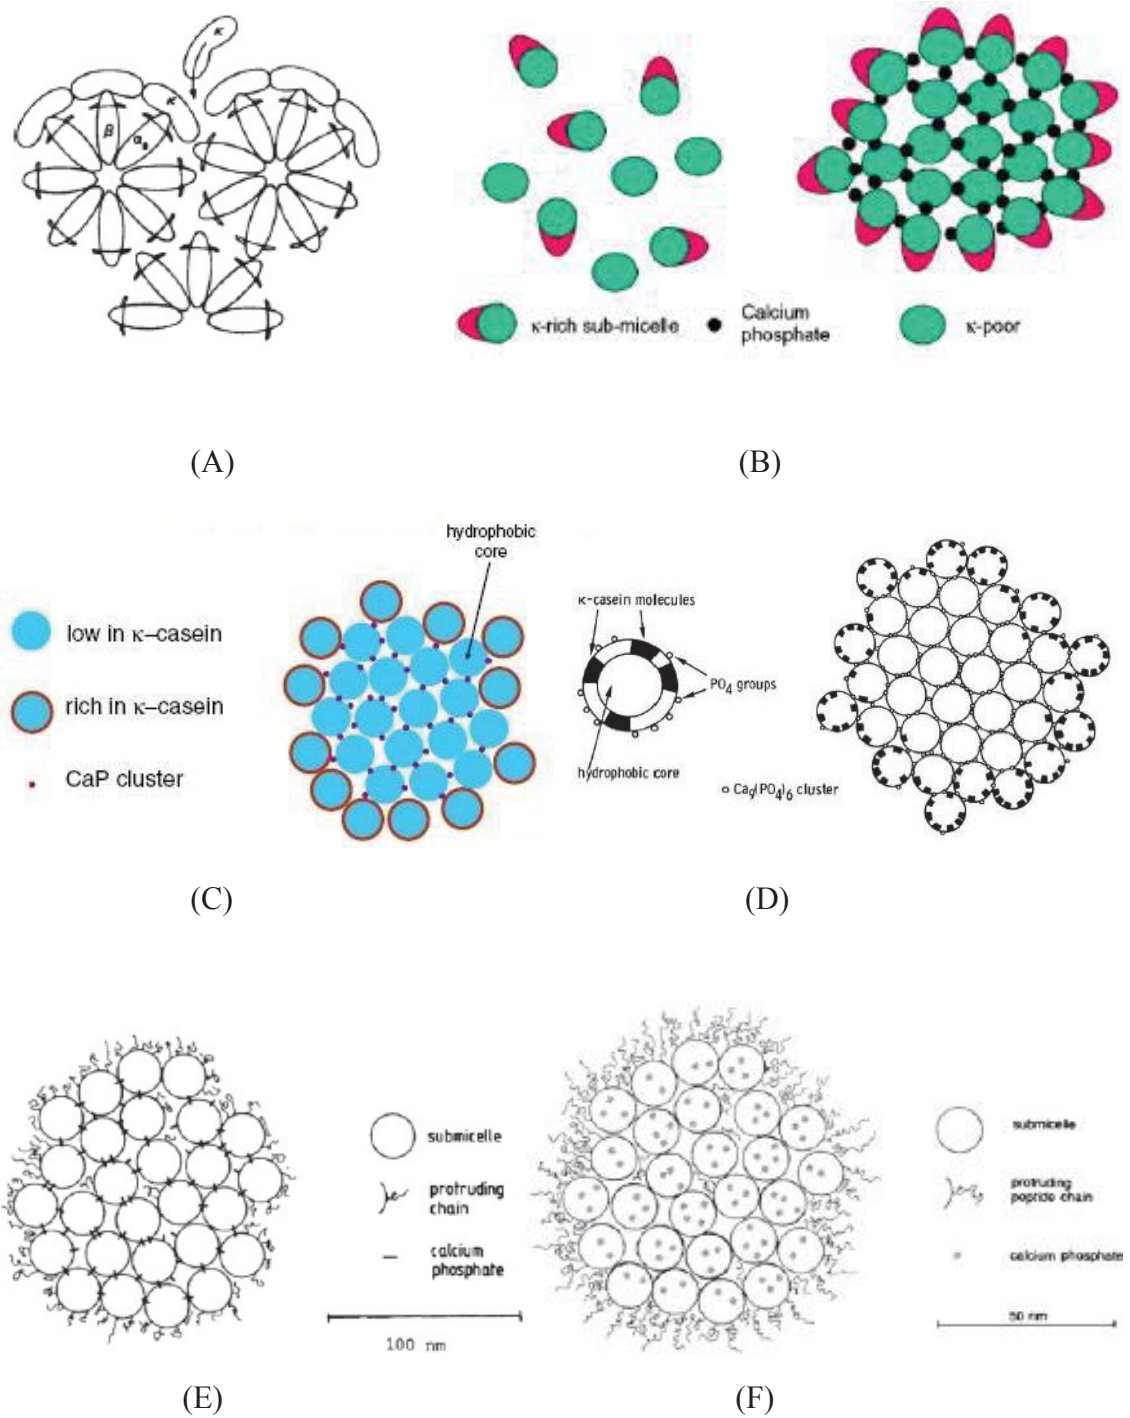 κ
κ
β
αs
κ-rich sub-micelle
Calcium
phosphate
κ-poor
(A)
(B)
hydrophobic
core
low in κ–casein
rich in κ–casein
CaP cluster
κ-casein molecules
PO4 groups
hydrophobic core
Ca9(PO4)6 cluster
(C)
(D)
submicelle
protruding
chain
calcium
phosphate
100 nm
submicelle
protruding
peptide chain
calcium phosphate
50 nm
(E)
(F)